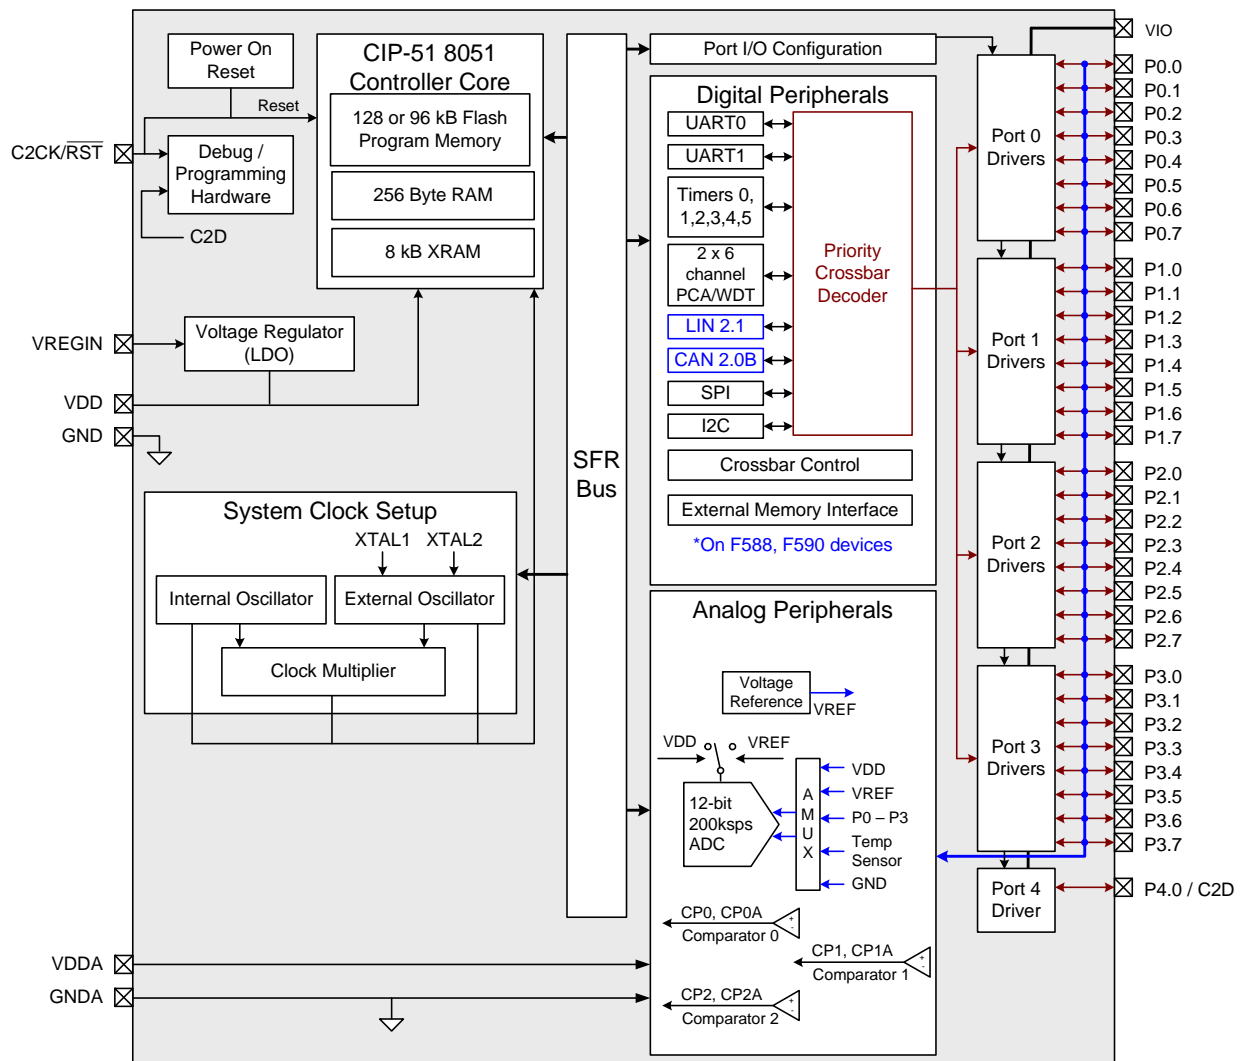 Power On
Reset
Reset
C2CK/RST
Debug /
Programming
Hardware
C2D
CIP-51 8051
Controller Core
128 or 96 kB Flash
Program Memory
256 Byte RAM
8 kB XRAM
VREGIN
Voltage Regulator
(LDO)
VDD
GND
System Clock Setup
XTAL1
XTAL2
Internal Oscillator
External Oscillator
Clock Multiplier
SFR
Bus
Port I/O Configuration
Digital Peripherals
UART0
UART1
Timers 0,
1,2,3,4,5
2 x 6
channel
PCA/WDT
LIN 2.1
CAN 2.0B
SPI
I2C
Priority
Crossbar
Decoder
Crossbar Control
External Memory Interface
*On F588, F590 devices
Analog Peripherals
Voltage
Reference
VREF
VDD
VREF
12-bit
200ksps
ADC
A
M
U
X
VDD
VREF
P0 – P3
Temp
Sensor
GND
CP0, CP0A
+
-
Comparator 0
CP1, CP1A
+
-
Comparator 1
CP2, CP2A
+
-
Comparator 2
VDDA
GNDA
Port 0
Drivers
Port 1
Drivers
Port 2
Drivers
Port 3
Drivers
Port 4
Driver
VIO
P0.0
P0.1
P0.2
P0.3
P0.4
P0.5
P0.6
P0.7
P1.0
P1.1
P1.2
P1.3
P1.4
P1.5
P1.6
P1.7
P2.0
P2.1
P2.2
P2.3
P2.4
P2.5
P2.6
P2.7
P3.0
P3.1
P3.2
P3.3
P3.4
P3.5
P3.6
P3.7
P4.0 / C2D